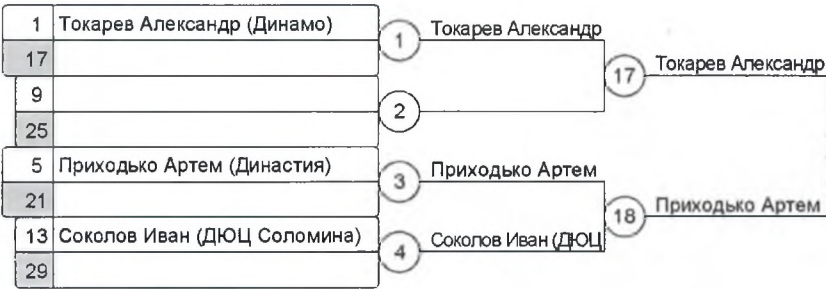 1 Токарев Александр (Динамо)
17
9
25
5 Приходько Артем (Династия)
21
13 Соколов Иван (ДЮЦ Соломина)
29
1 Токарев Александр
2
3 Приходько Артем
4 Соколов Иван (ДЮЦ
17 Токарев Александр
18 Приходько Артем